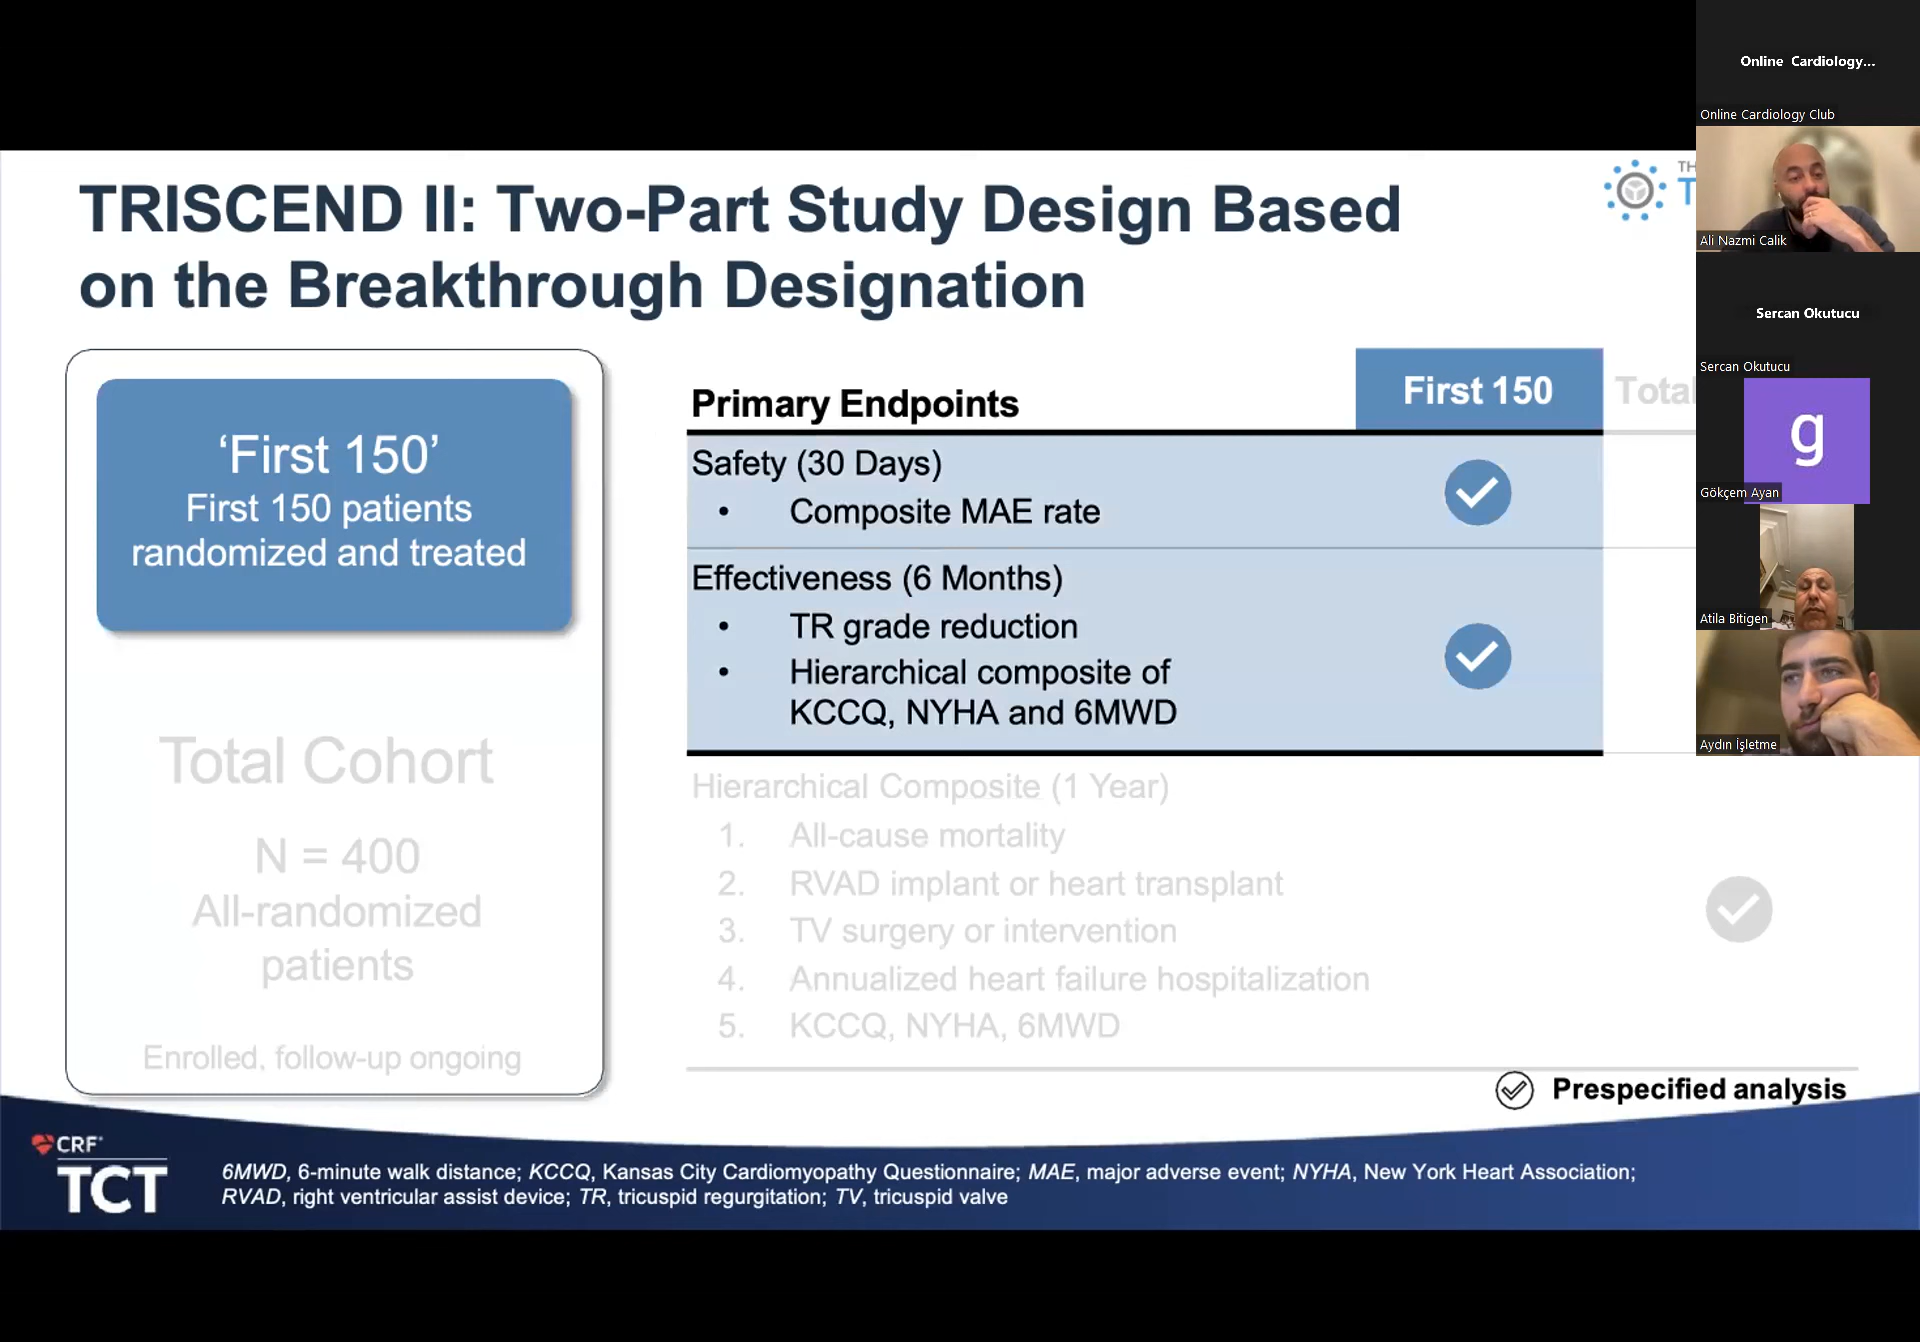 TRISCEND II: Two-Part Study Design Based
on the Breakthrough Designation
TH
T
‘First 150’
First 150 patients
randomized and treated
Total Cohort
N = 400
All-randomized
patients
Enrolled, follow-up ongoing
Primary Endpoints
First 150
Total
Safety (30 Days)
• Composite MAE rate
Effectiveness (6 Months)
• TR grade reduction
• Hierarchical composite of
KCCQ, NYHA and 6MWD
Hierarchical Composite (1 Year)
1. All-cause mortality
2. RVAD implant or heart transplant
3. TV surgery or intervention
4. Annualized heart failure hospitalization
5. KCCQ, NYHA, 6MWD
Prespecified analysis
CRF
TCT
6MWD, 6-minute walk distance; KCCQ, Kansas City Cardiomyopathy Questionnaire; MAE, major adverse event; NYHA, New York Heart Association;
RVAD, right ventricular assist device; TR, tricuspid regurgitation; TV, tricuspid valve
Online Cardiology...
Online Cardiology Club
Ali Nazmi Calik
Sercan Okutucu
Sercan Okutucu
g
Gökçem Ayan
Atila Bitigen
Aydın İşletme